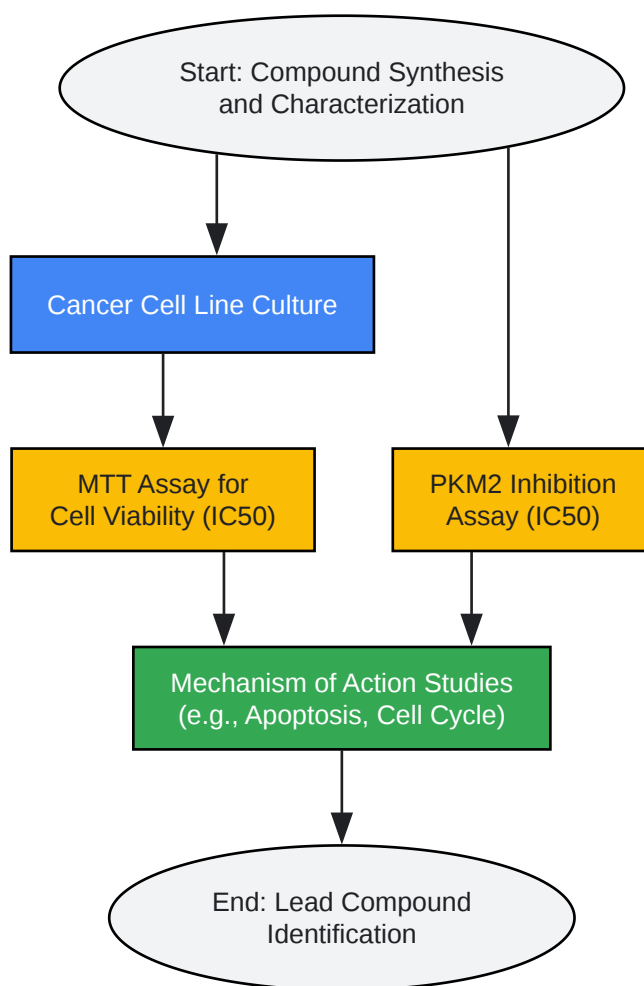 Start: Compound Synthesis
and Characterization
Cancer Cell Line Culture
MTT Assay for
Cell Viability (IC50)
PKM2 Inhibition
Assay (IC50)
Mechanism of Action Studies
(e.g., Apoptosis, Cell Cycle)
End: Lead Compound
Identification